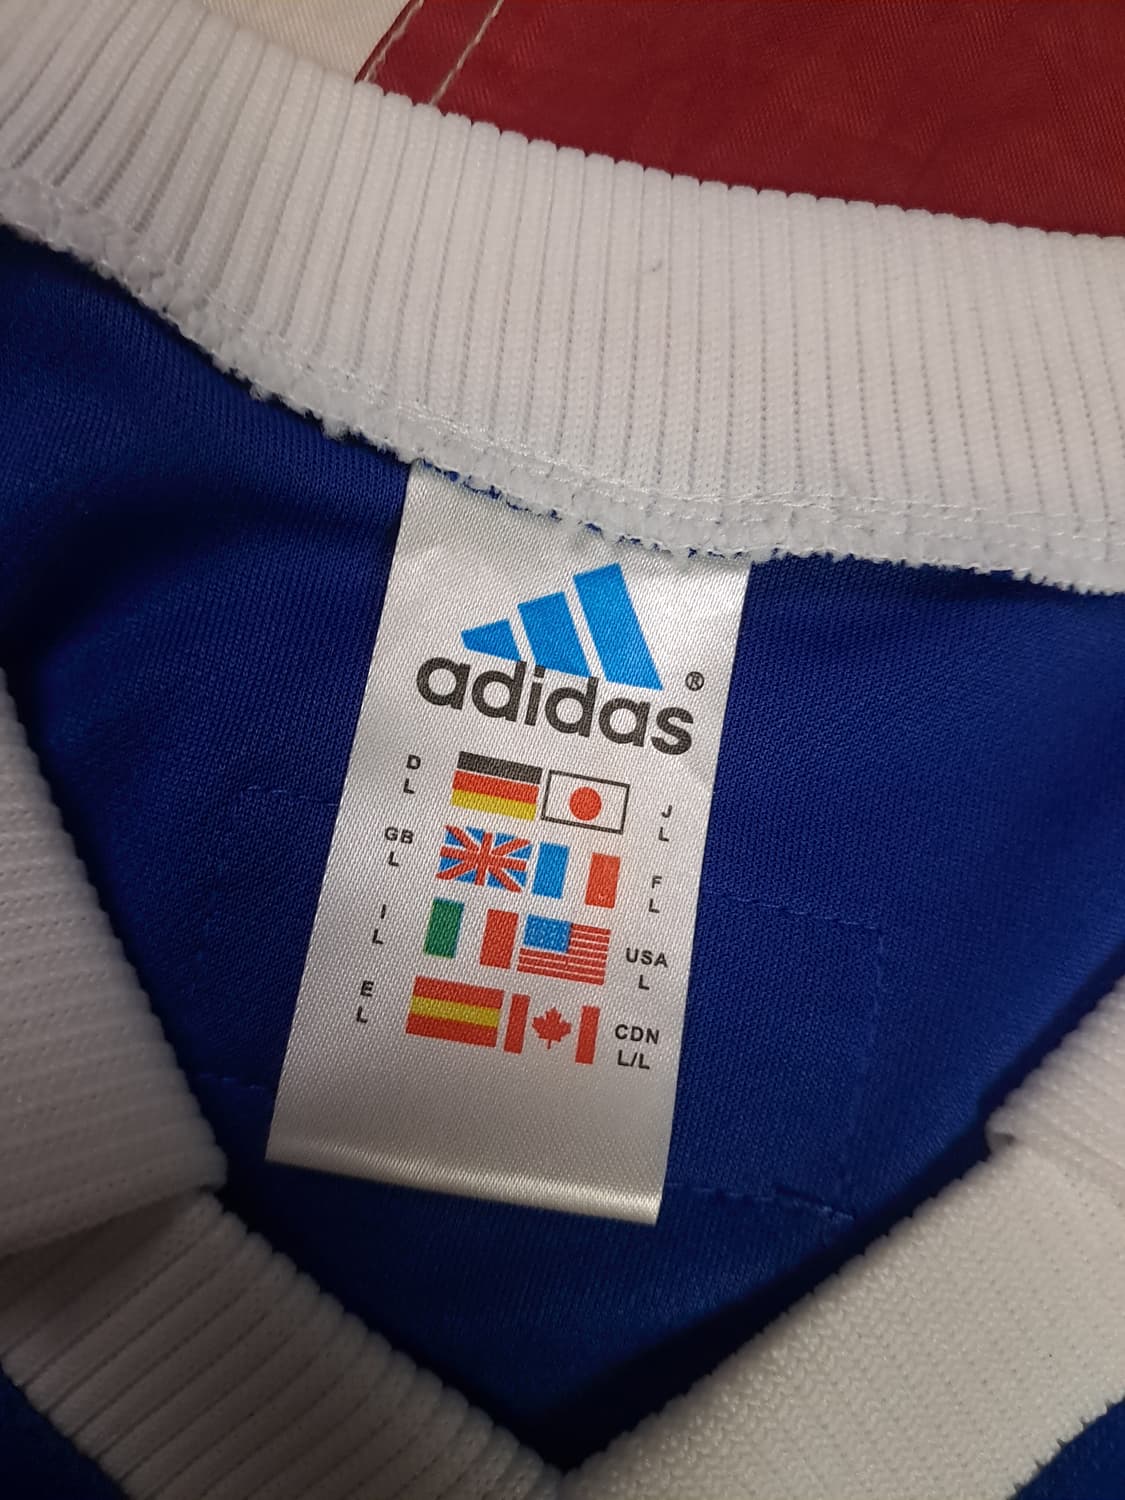 adidas®
D J
L L
GB F
L L
I USA
L L
E CDN
L L/L